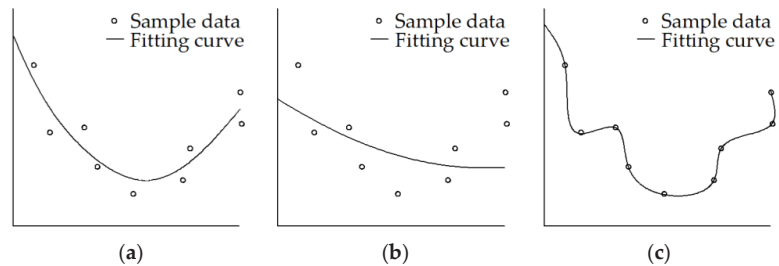 Sample data
Fitting curve
Sample data
Fitting curve
Sample data
Fitting curve
(a)
(b)
(c)